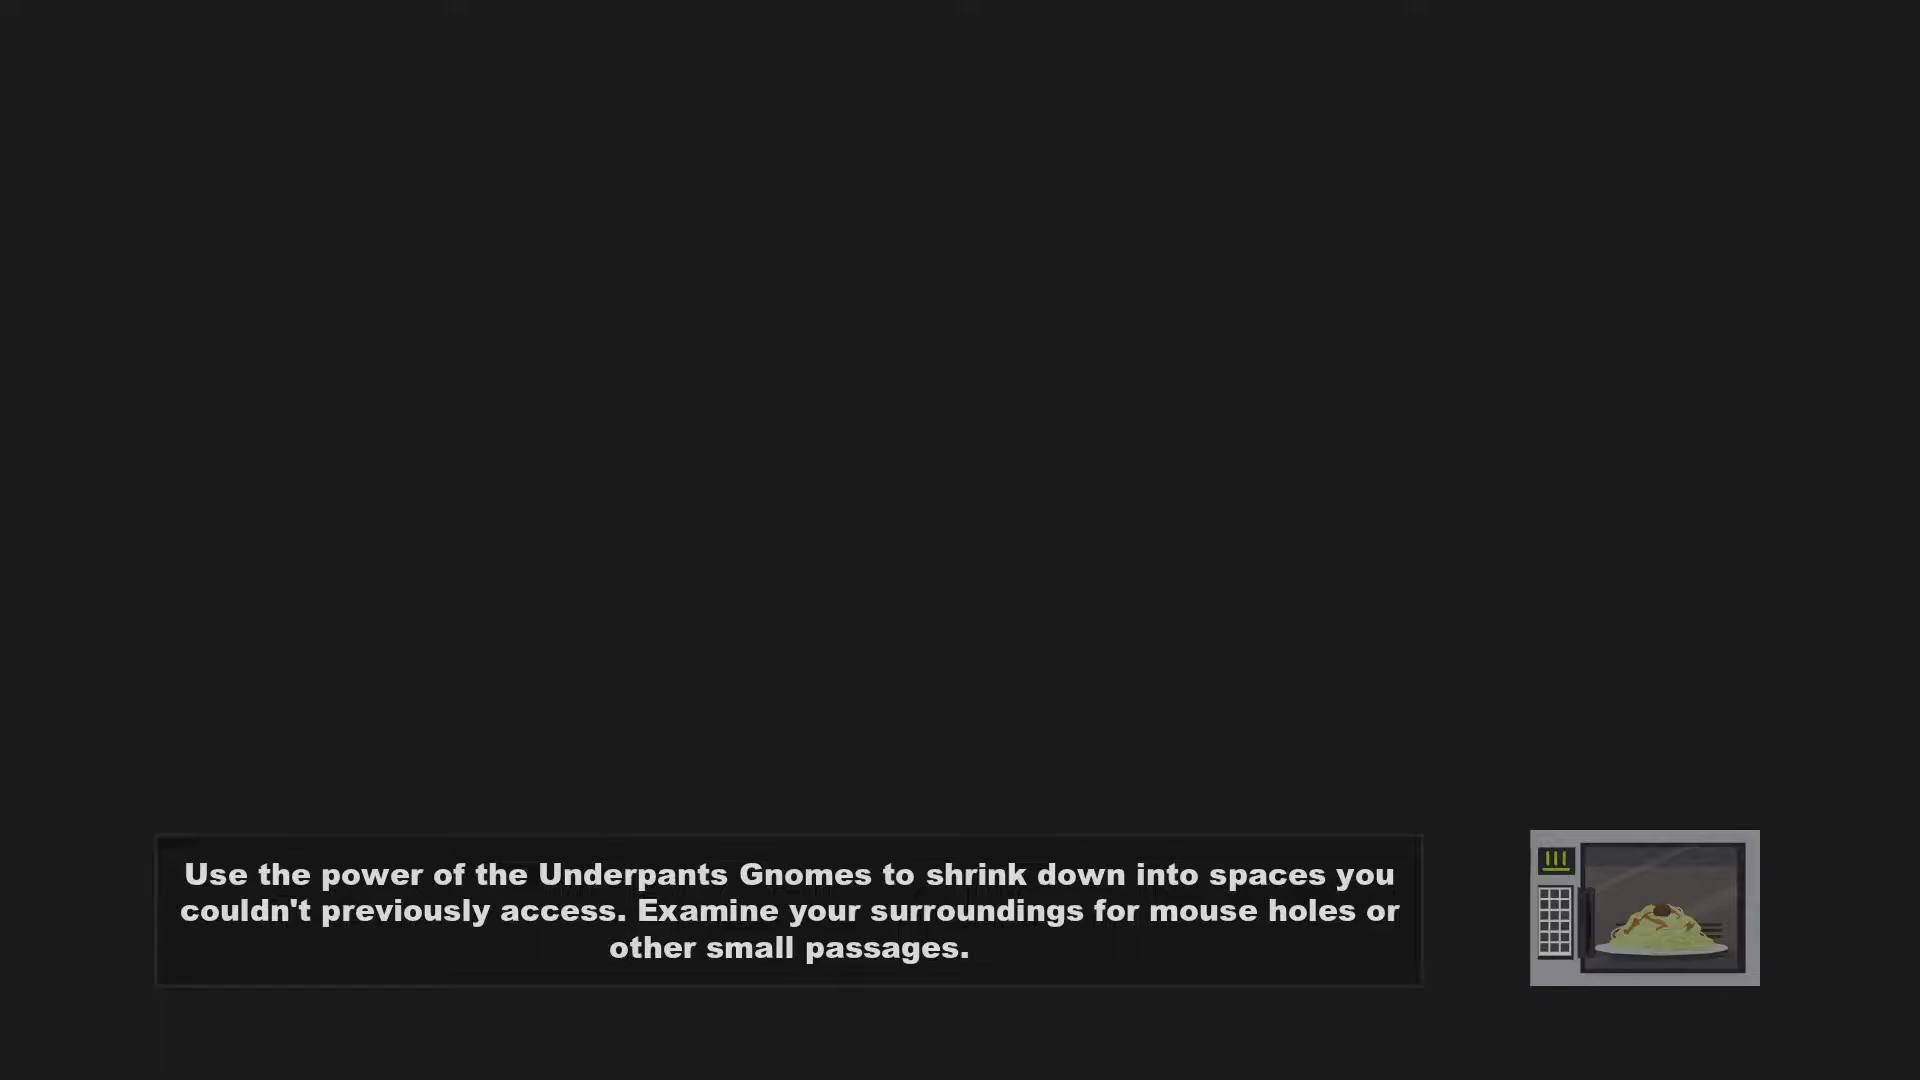 Use the power of the Underpants Gnomes to shrink down into spaces you
couldn't previously access. Examine your surroundings for mouse holes or
other small passages.